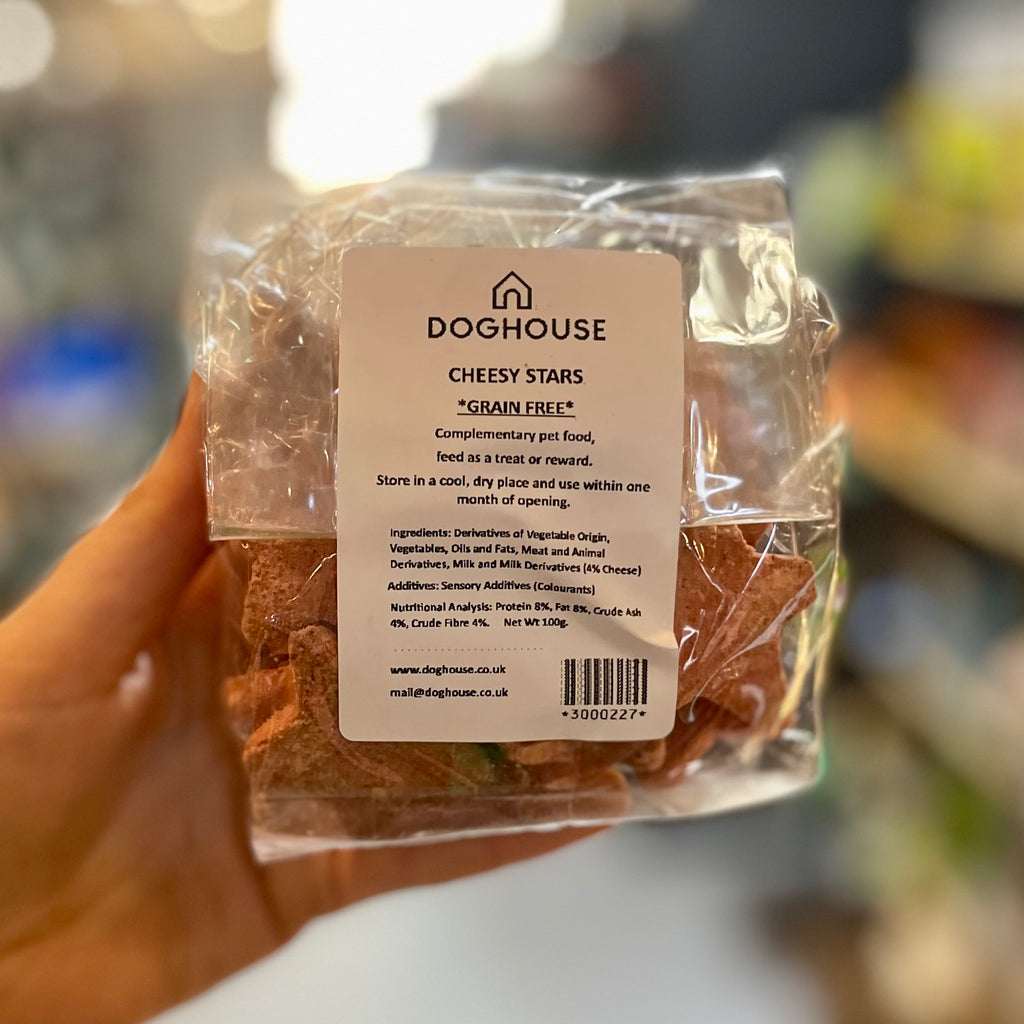 DOGHOUSE
CHEESY STARS
*GRAIN FREE*
Complementary pet food,
feed as a treat or reward.
Store in a cool, dry place and use within one
month of opening.
Ingredients: Derivatives of Vegetable Origin,
Vegetables, Oils and Fats, Meat and Animal
Derivatives, Milk and Milk Derivatives (4% Cheese)
Additives: Sensory Additives (Colourants)
Nutritional Analysis: Protein 8%, Fat 8%, Crude Ash
4%, Crude Fibre 4%. Net Wt 100g.
www.doghouse.co.uk
mail@doghouse.co.uk
*3000227*